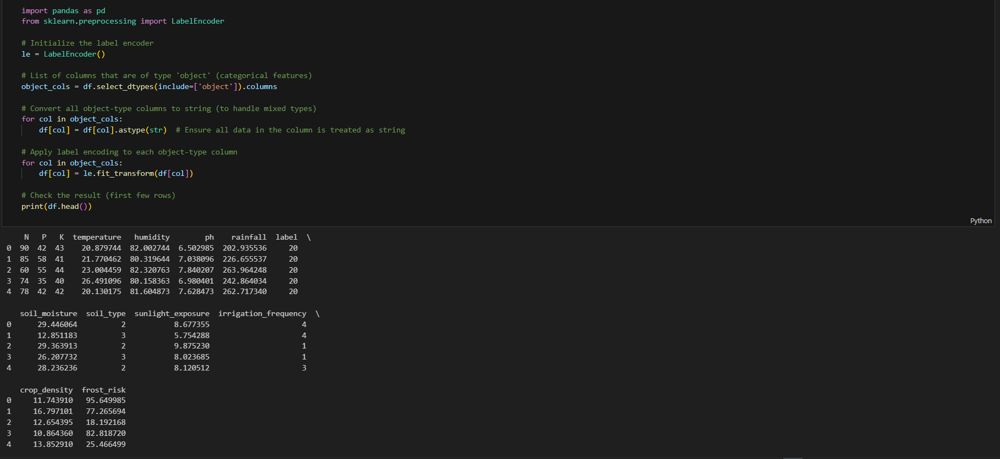 import pandas as pd
from sklearn.preprocessing import LabelEncoder
# Initialize the label encoder
le = LabelEncoder()
# List of columns that are of type 'object' (categorical features)
object_cols = df.select_dtypes(include=['object']).columns
# Convert all object-type columns to string (to handle mixed types)
for col in object_cols:
    df[col] = df[col].astype(str)  # Ensure all data in the column is treated as string
# Apply label encoding to each object-type column
for col in object_cols:
    df[col] = le.fit_transform(df[col])
# Check the result (first few rows)
print(df.head())
Python
    N   P   K  temperature   humidity        ph    rainfall  label  \
0  90  42  43    20.879744  82.002744  6.502985  202.935536     20
1  85  58  41    21.770462  80.319644  7.038096  226.655537     20
2  60  55  44    23.004459  82.320763  7.840207  263.964248     20
3  74  35  40    26.491096  80.158363  6.980401  242.864034     20
4  78  42  42    20.130175  81.604873  7.628473  262.717340     20
   soil_moisture  soil_type  sunlight_exposure  irrigation_frequency  \
0      29.446064          2           8.677355                     4
1      12.851183          3           5.754288                     4
2      29.363913          2           9.875230                     1
3      26.207732          3           8.023685                     1
4      28.236236          2           8.120512                     3
   crop_density  frost_risk
0     11.743910   95.649985
1     16.797101   77.265694
2     12.654395   18.192168
3     10.864360   82.818720
4     13.852910   25.466499